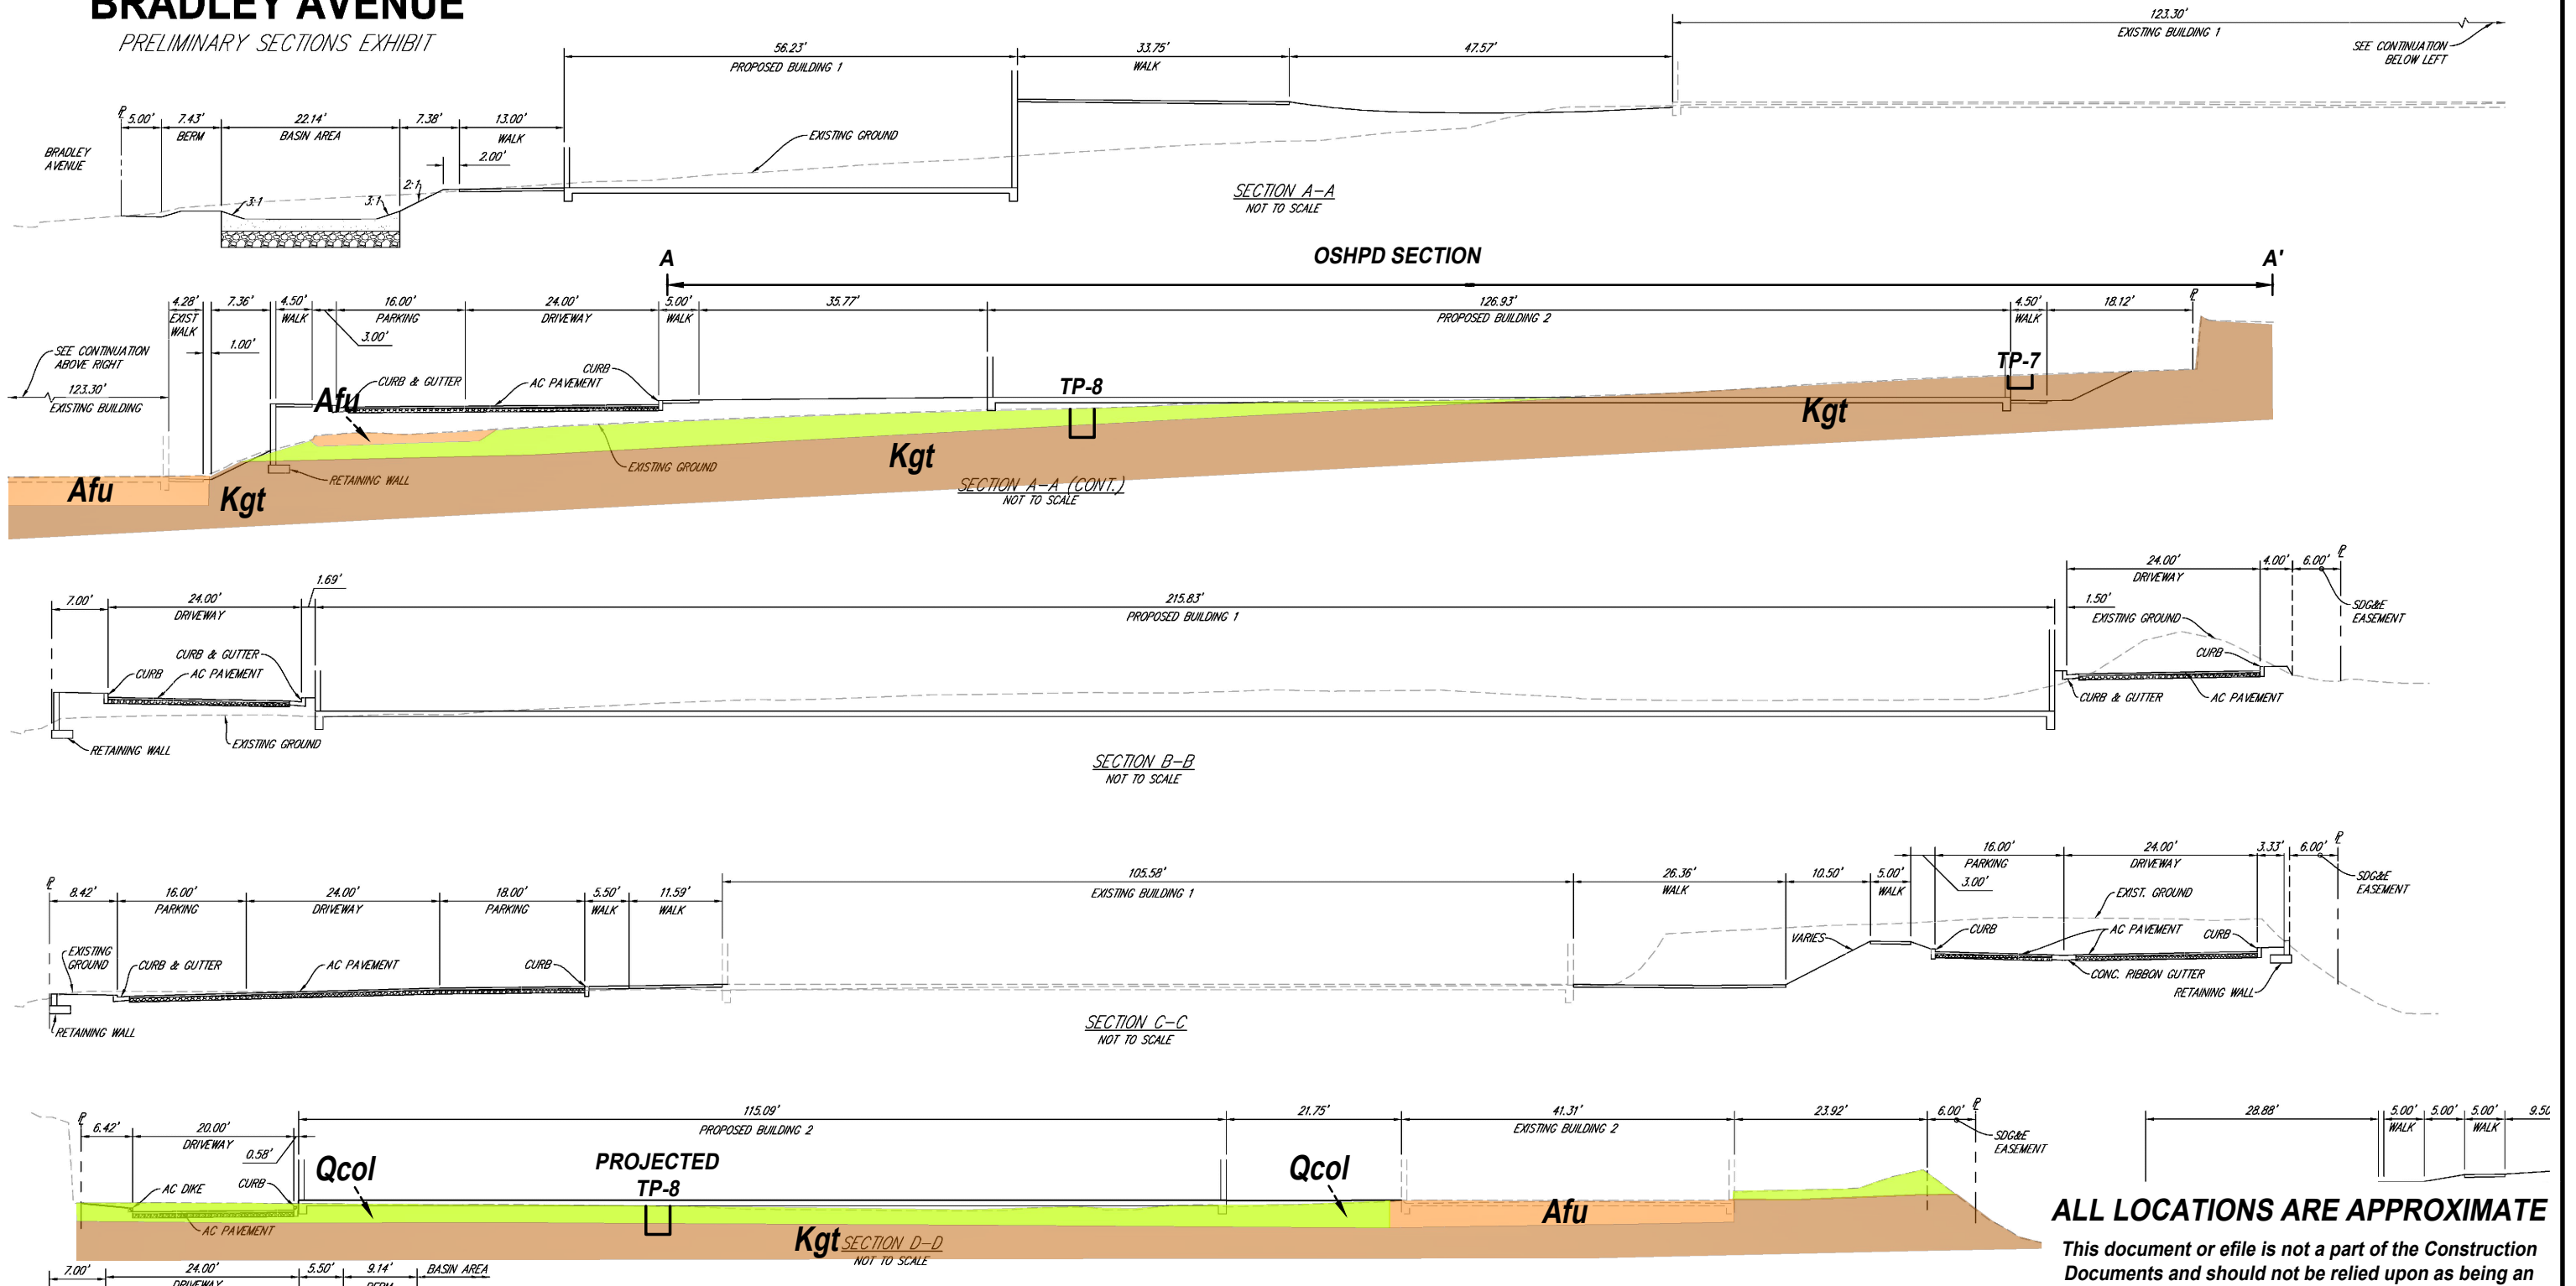 BRADLEY AVENUE
PRELIMINARY SECTIONS EXHIBIT
123.30'
EXISTING BUILDING 1
SEE CONTINUATION
BELOW LEFT
56.23'
PROPOSED BUILDING 1
33.75'
WALK
47.57'
5.00'
7.43'
BERM
22.14'
BASIN AREA
7.38'
13.00'
WALK
2.00'
BRADLEY
AVENUE
EXISTING GROUND
3:1
3:1
2:1
SECTION A-A
NOT TO SCALE
A
OSHPD SECTION
A'
4.28'
EXIST
WALK
7.36'
4.50'
WALK
16.00'
PARKING
24.00'
DRIVEWAY
5.00'
WALK
35.77'
126.93'
PROPOSED BUILDING 2
4.50'
WALK
18.12'
3.00'
1.00'
SEE CONTINUATION
ABOVE RIGHT
123.30'
EXISTING BUILDING
CURB & GUTTER
AC PAVEMENT
CURB
Afu
TP-8
TP-7
Kgt
Kgt
EXISTING GROUND
RETAINING WALL
Afu
Kgt
SECTION A-A (CONT.)
NOT TO SCALE
1.69'
7.00'
24.00'
DRIVEWAY
215.83'
PROPOSED BUILDING 1
24.00'
DRIVEWAY
4.00'
6.00'
1.50'
SDG&E
EASEMENT
EXISTING GROUND
CURB
CURB & GUTTER
AC PAVEMENT
CURB
CURB & GUTTER
AC PAVEMENT
RETAINING WALL
EXISTING GROUND
SECTION B-B
NOT TO SCALE
8.42'
16.00'
PARKING
24.00'
DRIVEWAY
18.00'
PARKING
5.50'
WALK
11.59'
WALK
105.58'
EXISTING BUILDING 1
26.36'
WALK
10.50'
5.00'
WALK
3.00'
16.00'
PARKING
24.00'
DRIVEWAY
3.33'
6.00'
SDG&E
EASEMENT
EXIST. GROUND
EXISTING
GROUND
CURB & GUTTER
AC PAVEMENT
CURB
VARIES
CURB
AC PAVEMENT
CURB
CONC. RIBBON GUTTER
RETAINING WALL
RETAINING WALL
SECTION C-C
NOT TO SCALE
6.42'
20.00'
DRIVEWAY
0.58'
115.09'
PROPOSED BUILDING 2
21.75'
41.31'
EXISTING BUILDING 2
23.92'
6.00'
SDG&E
EASEMENT
28.88'
5.00'
WALK
5.00'
5.00'
WALK
AC DIKE
CURB
Qcol
PROJECTED
TP-8
Qcol
Afu
AC PAVEMENT
Kgt
SECTION D-D
NOT TO SCALE
7.00'
24.00'
5.50'
9.14'
BASIN AREA
ALL LOCATIONS ARE APPROXIMATE
This document or efile is not a part of the Construction
Documents and should not be relied upon as being an